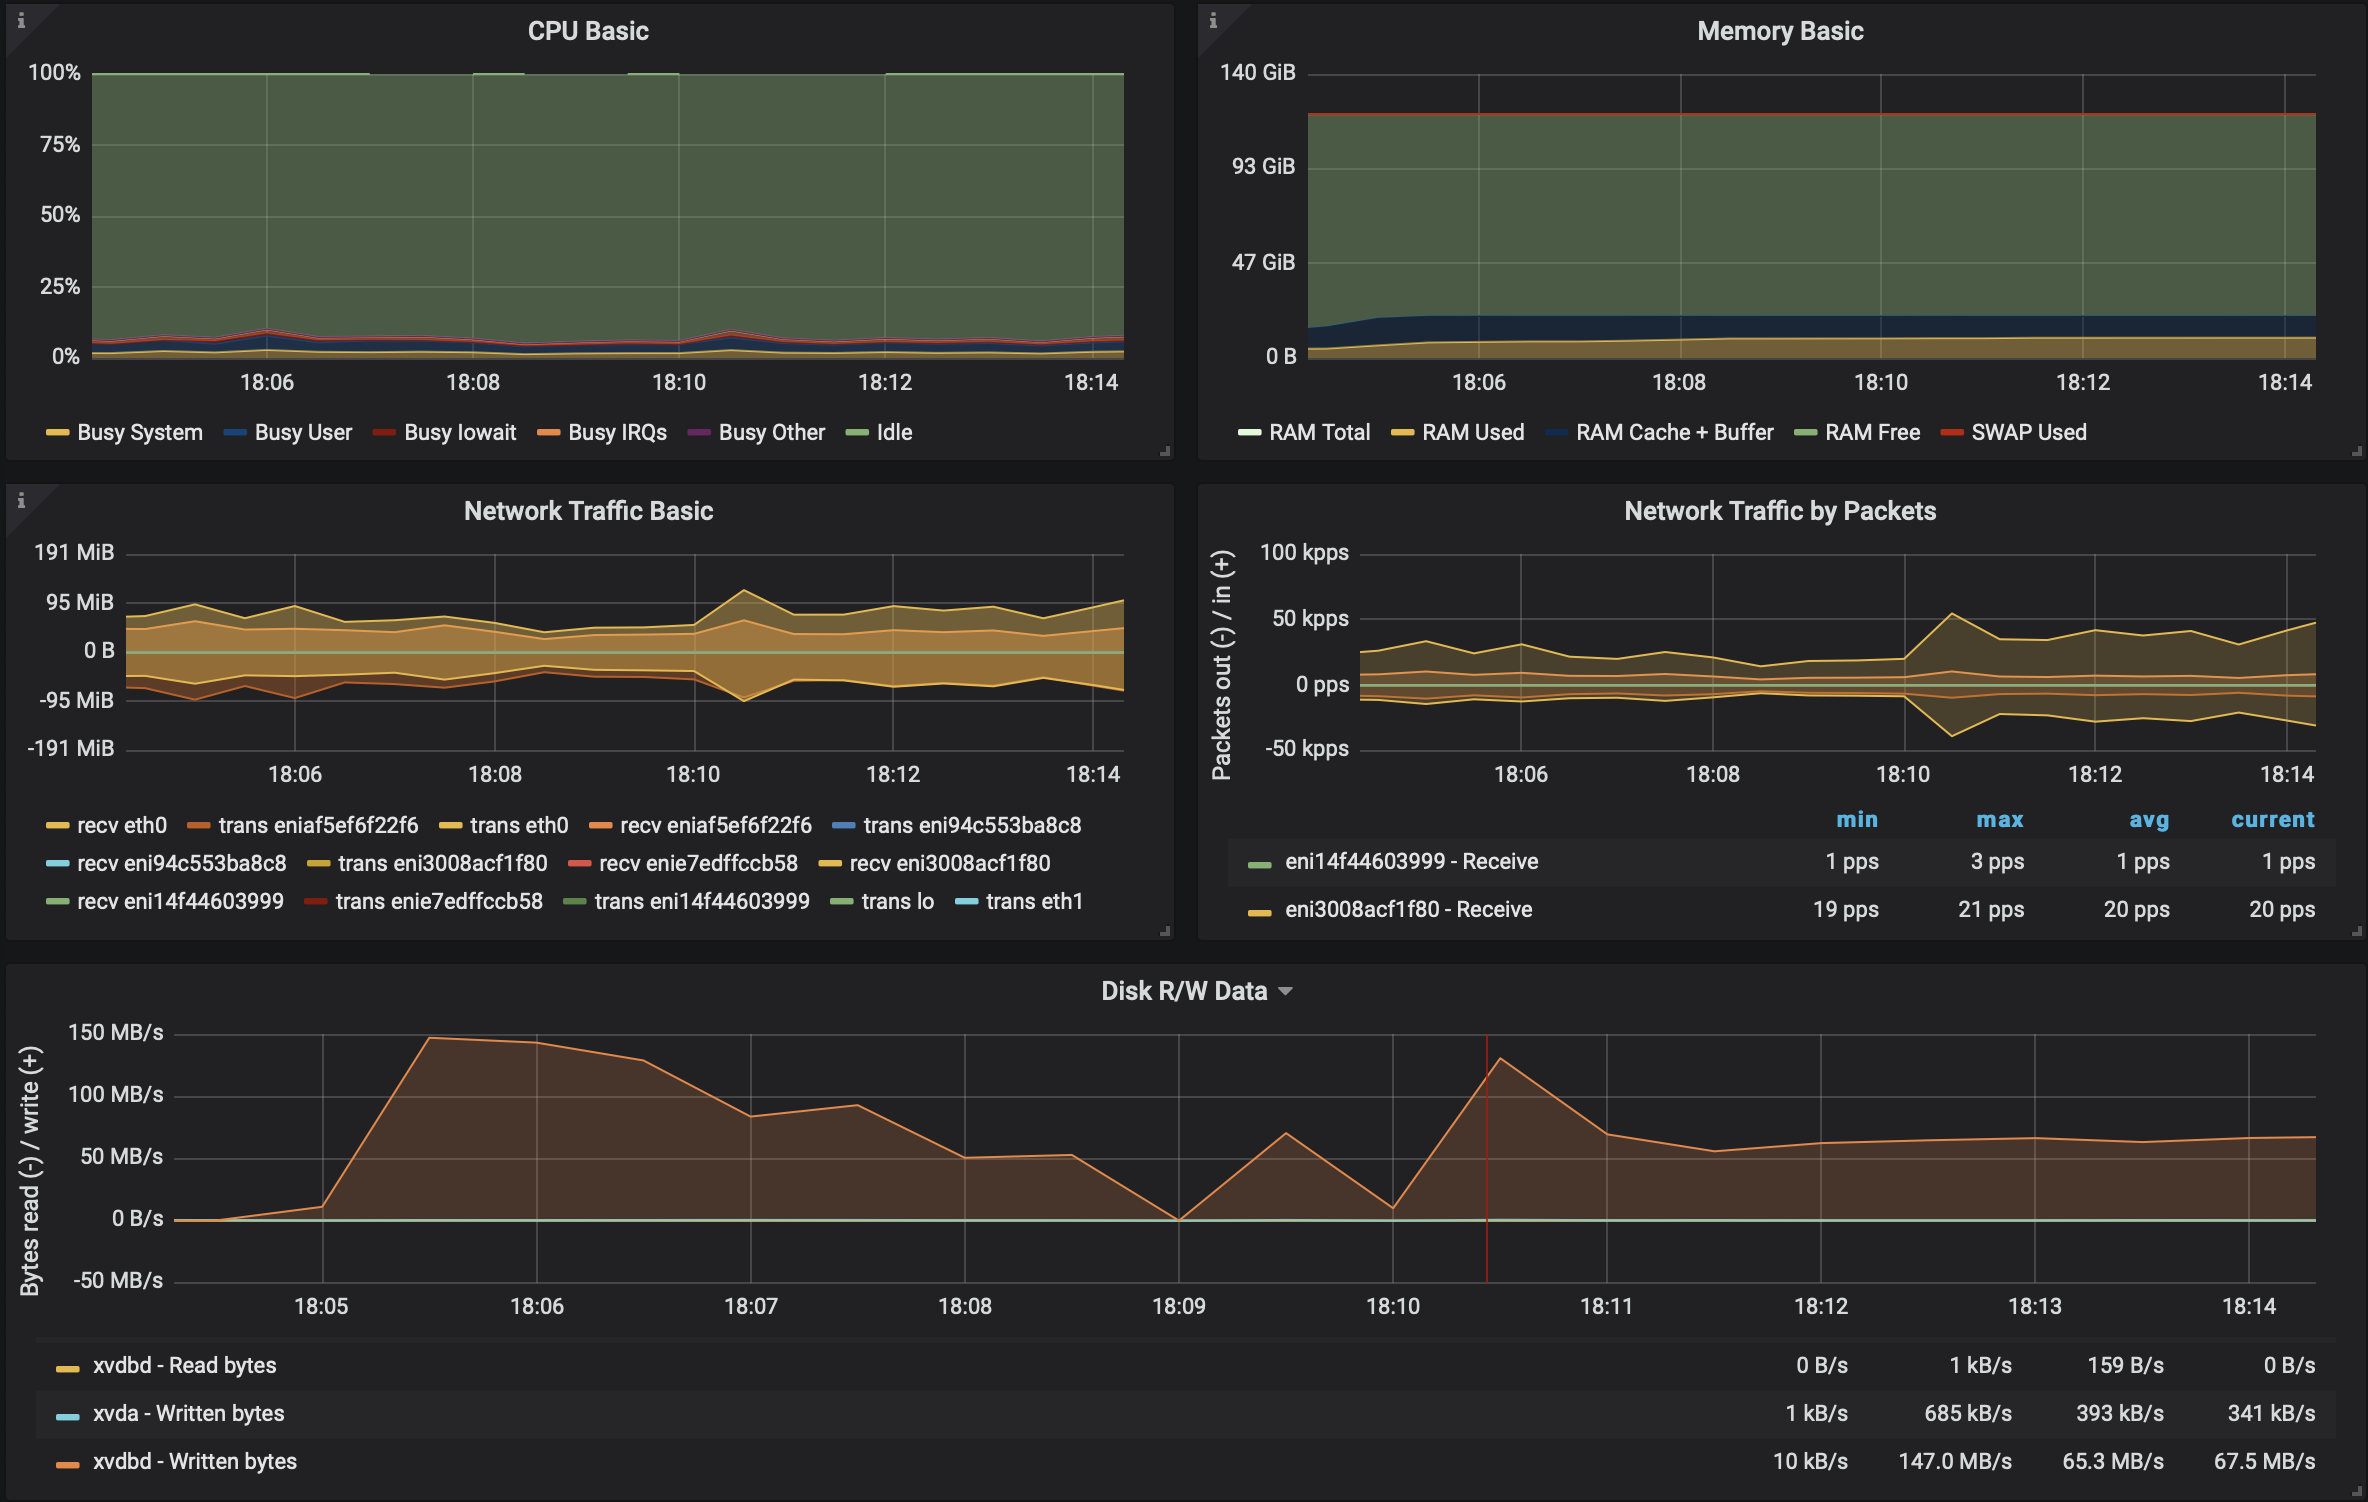 CPU Basic
100%
75%
50%
25%
0%
18:06 18:08 18:10 18:12 18:14
Busy System Busy User Busy Iowait Busy IRQs Busy Other Idle
Memory Basic
140 GiB
93 GiB
47 GiB
0 B
18:06 18:08 18:10 18:12 18:14
RAM Total RAM Used RAM Cache + Buffer RAM Free SWAP Used
Network Traffic Basic
191 MiB
95 MiB
0 B
-95 MiB
-191 MiB
18:06 18:08 18:10 18:12 18:14
recv eth0 trans eniaf5ef6f22f6 trans eth0 recv eniaf5ef6f22f6 trans eni94c553ba8c8
recv eni94c553ba8c8 trans eni3008acf1f80 recv enie7edffccb58 recv eni3008acf1f80
recv eni14f44603999 trans enie7edffccb58 trans eni14f44603999 trans lo trans eth1
Network Traffic by Packets
Packets out (-) / in (+)
100 kpps
50 kpps
0 pps
-50 kpps
18:06 18:08 18:10 18:12 18:14
min max avg current
eni14f44603999 - Receive 1 pps 3 pps 1 pps 1 pps
eni3008acf1f80 - Receive 19 pps 21 pps 20 pps 20 pps
Disk R/W Data
Bytes read (-) / write (+)
150 MB/s
100 MB/s
50 MB/s
0 B/s
-50 MB/s
18:05 18:06 18:07 18:08 18:09 18:10 18:11 18:12 18:13 18:14
xvdbd - Read bytes 0 B/s 1 kB/s 159 B/s 0 B/s
xvda - Written bytes 1 kB/s 685 kB/s 393 kB/s 341 kB/s
xvdbd - Written bytes 10 kB/s 147.0 MB/s 65.3 MB/s 67.5 MB/s